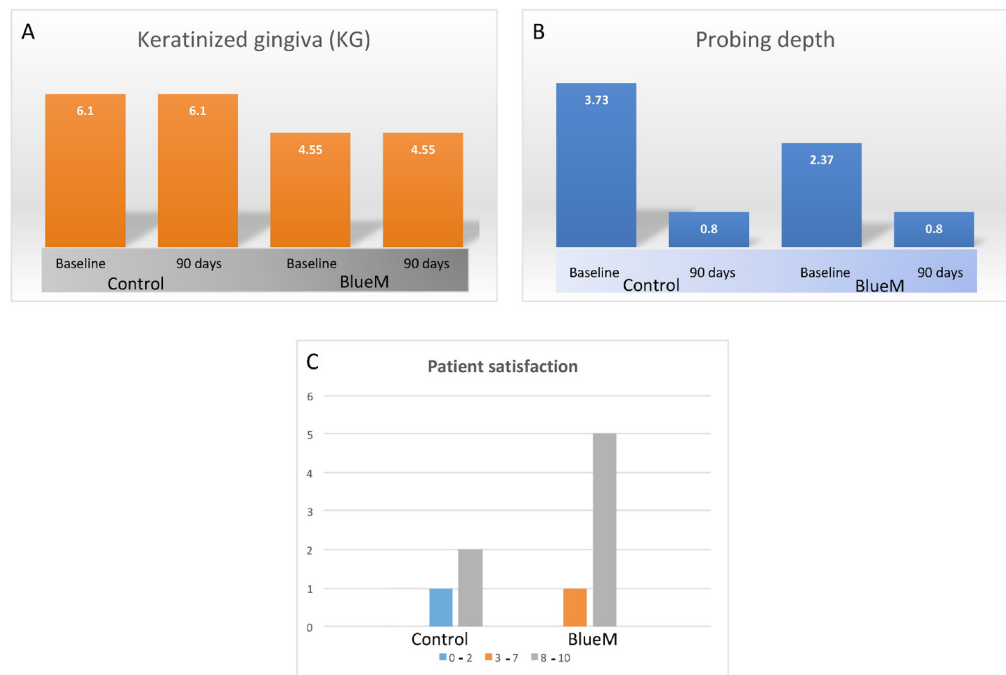 A
Keratinized gingiva (KG)
6.1
6.1
4.55
4.55
Baseline
90 days
Baseline
90 days
Control
BlueM
B
Probing depth
3.73
0.8
2.37
0.8
Baseline
90 days
Baseline
90 days
Control
BlueM
C
Patient satisfaction
6
5
4
3
2
1
0
Control
BlueM
0 – 2
3 – 7
8 – 10